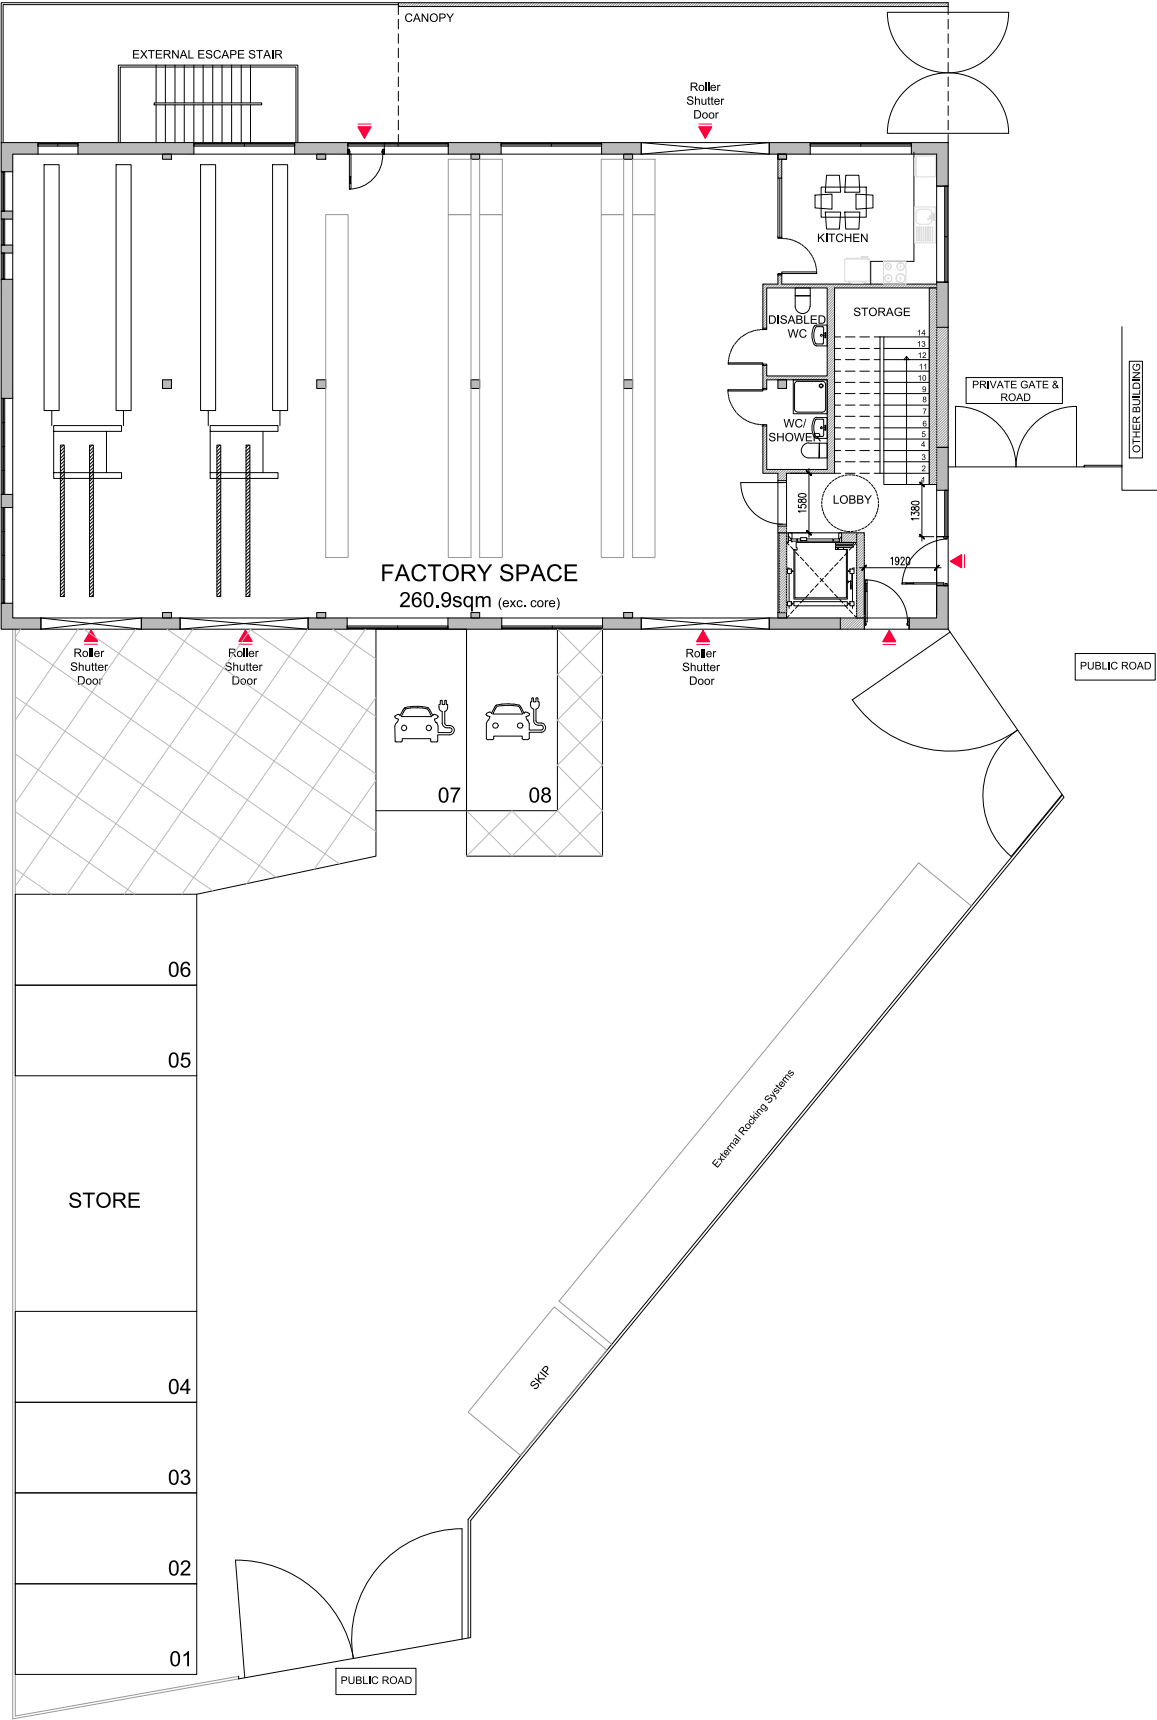 CANOPY
EXTERNAL ESCAPE STAIR
Roller
Shutter
Door
KITCHEN
DISABLED
WC
STORAGE
14
13
12
11
10
9
8
7
6
5
4
3
2
WC/
SHOWER
PRIVATE GATE &
ROAD
OTHER BUILDING
LOBBY
1580
1380
1920
FACTORY SPACE
260.9sqm (exc. core)
Roller
Shutter
Door
Roller
Shutter
Door
Roller
Shutter
Door
PUBLIC ROAD
07
08
06
05
External Rocking Systems
STORE
SKIP
04
03
02
01
PUBLIC ROAD